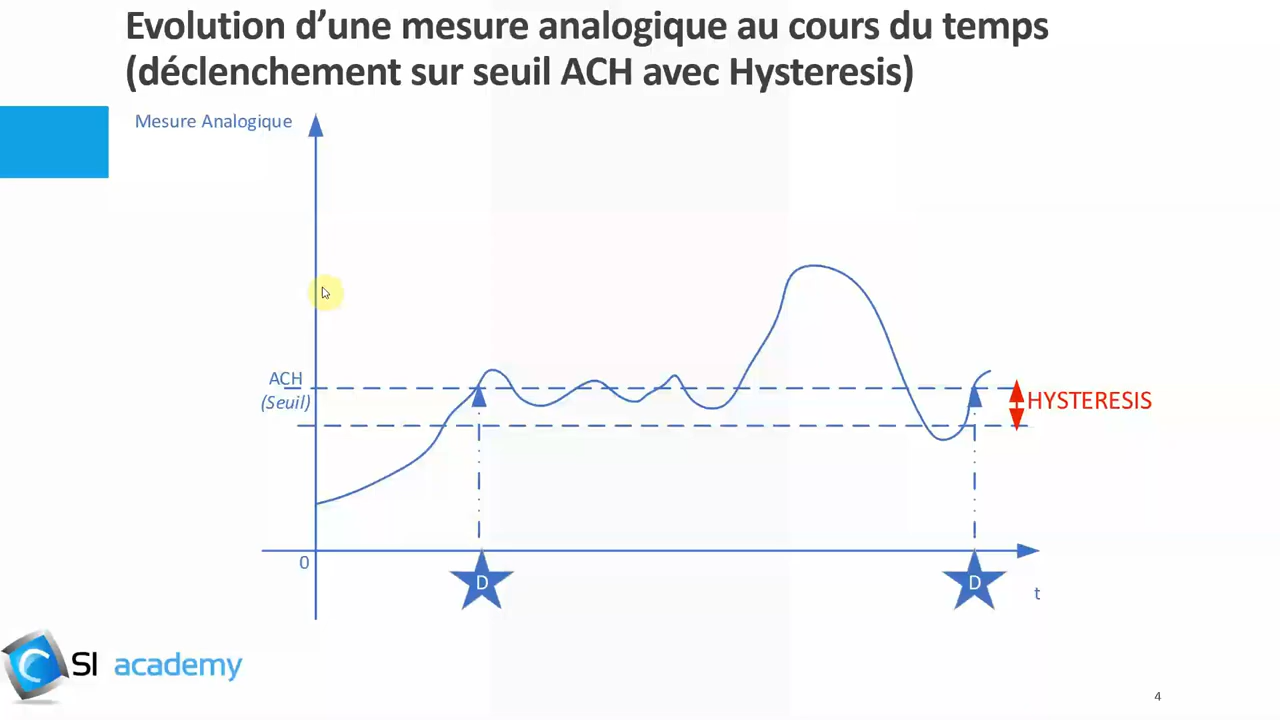 Evolution d’une mesure analogique au cours du temps
(déclenchement sur seuil ACH avec Hysteresis)
Mesure Analogique
ACH
(Seuil)
HYSTERESIS
0
D
D
t
SI academy
4